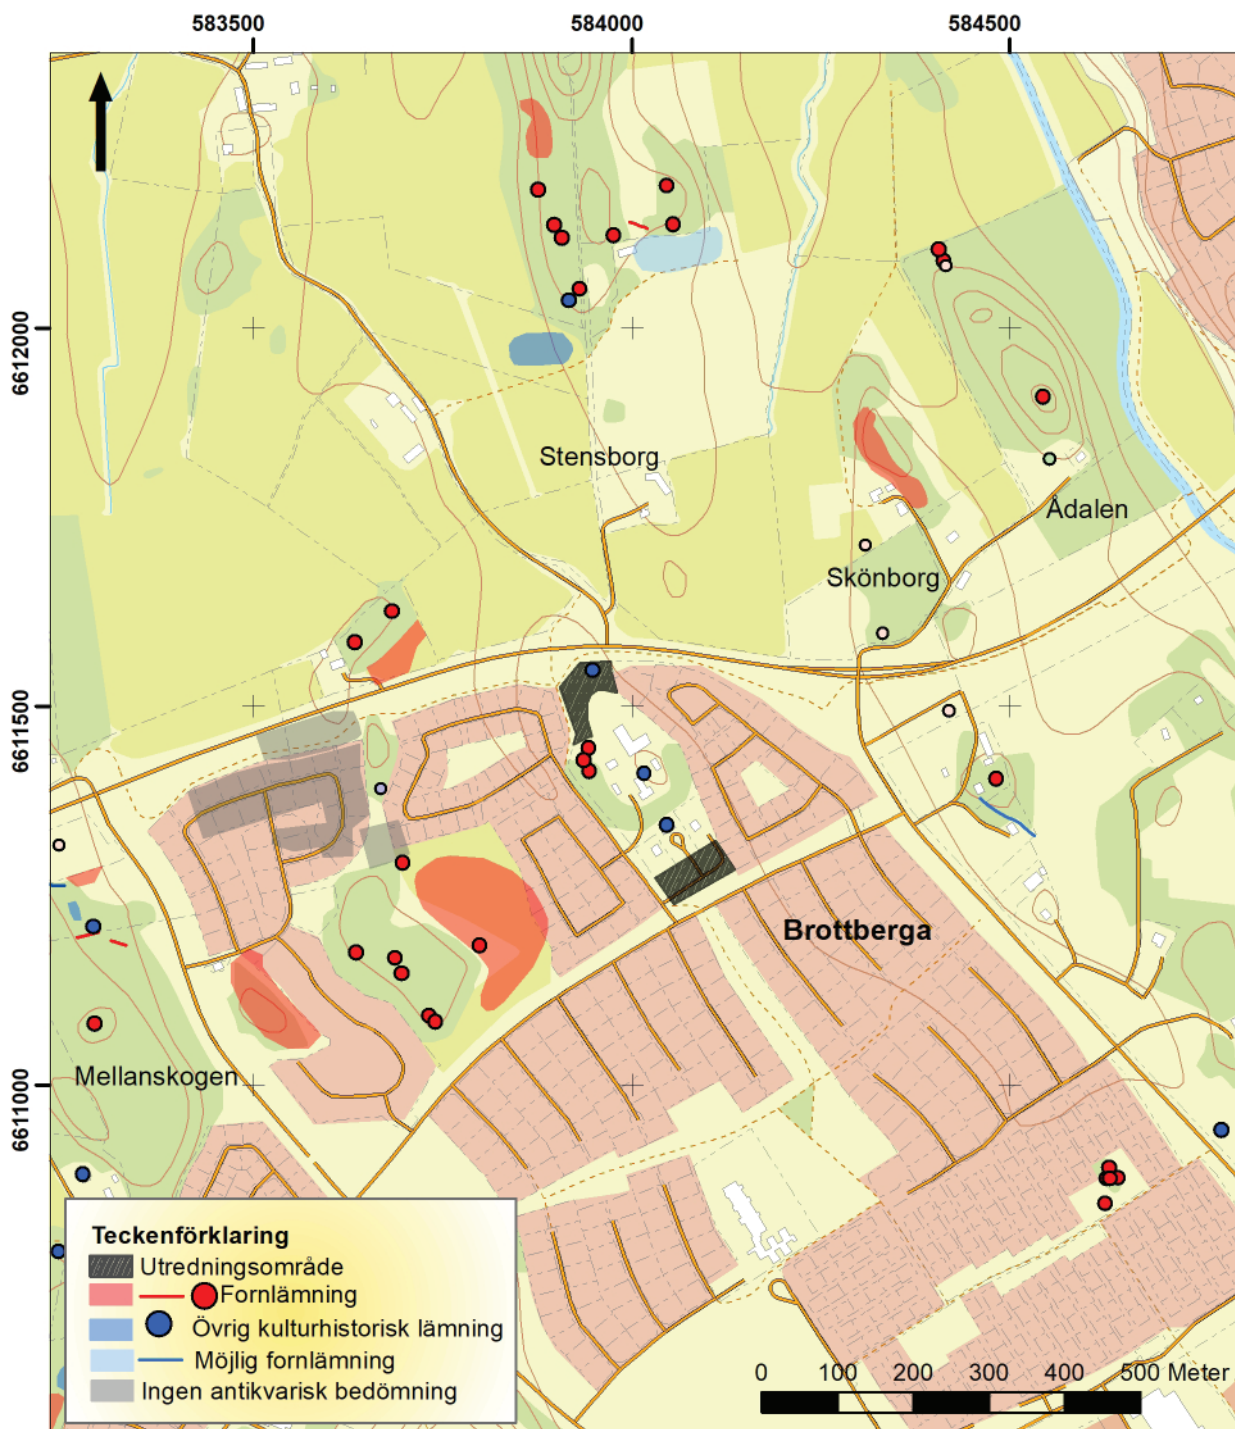 583500 584000 584500
6612000
Stensborg
Ådalen
Skönborg
6611500
Brottberga
Mellanskogen
6611000
Teckenförklaring
Utredningsområde
Fornlämning
Övrig kulturhistorisk lämning
Möjlig fornlämning
Ingen antikvarisk bedömning
0 100 200 300 400 500 Meter